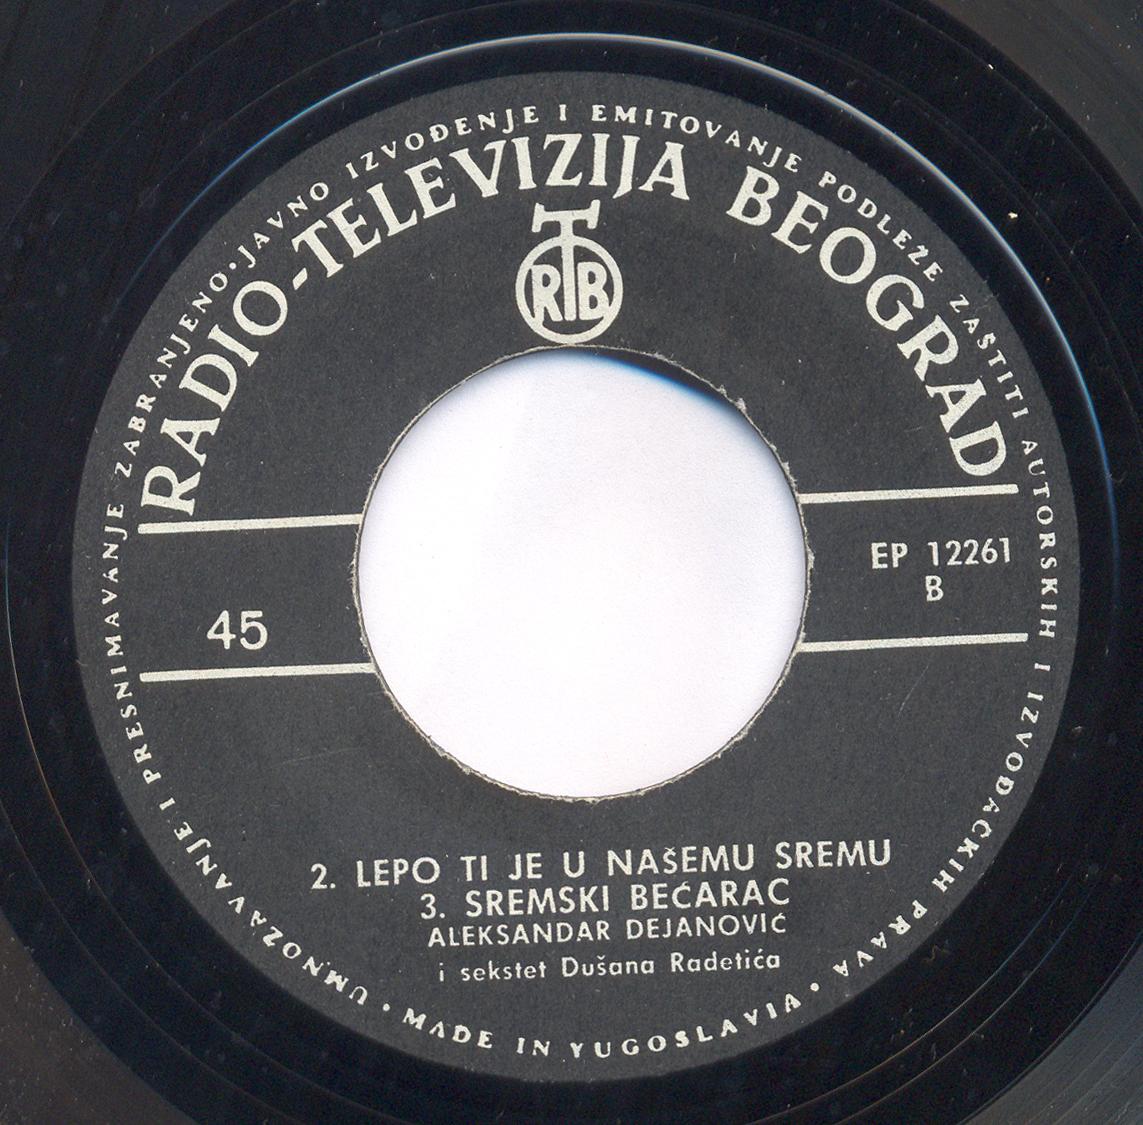 UMNOŽAVANJE I PRESNIMAVANJE ZABRANJENO · JAVNO IZVOĐENJE I EMITOVANJE PODLEŽE ZAŠTITI AUTORSKIH I IZVOĐAČKIH PRAVA · MADE IN YUGOSLAVIA ·
RADIO-TELEVIZIJA BEOGRAD
RTB
45
EP 12261
B
2. LEPO TI JE U NAŠEMU SREMU
3. SREMSKI BEĆARAC
ALEKSANDAR DEJANOVIĆ
i sekstet Dušana Radetića